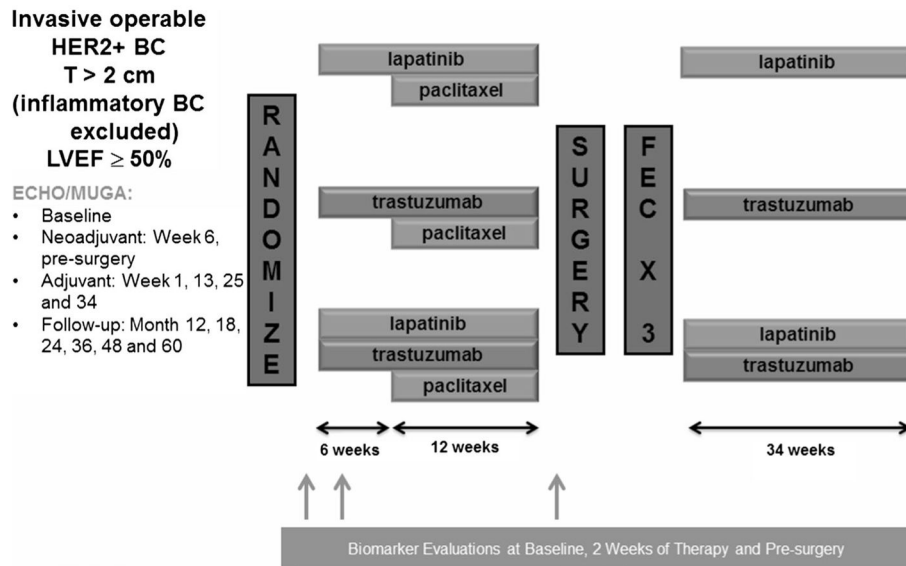 Invasive operable
HER2+ BC
T > 2 cm
(inflammatory BC
excluded)
LVEF ≥ 50%
ECHO/MUGA:
• Baseline
• Neoadjuvant: Week 6,
pre-surgery
• Adjuvant: Week 1, 13, 25
and 34
• Follow-up: Month 12, 18,
24, 36, 48 and 60
RANDOMIZE
lapatinib
paclitaxel
trastuzumab
paclitaxel
lapatinib
trastuzumab
paclitaxel
SURGERY
FEC X 3
lapatinib
trastuzumab
lapatinib
trastuzumab
6 weeks
12 weeks
34 weeks
Biomarker Evaluations at Baseline, 2 Weeks of Therapy and Pre-surgery